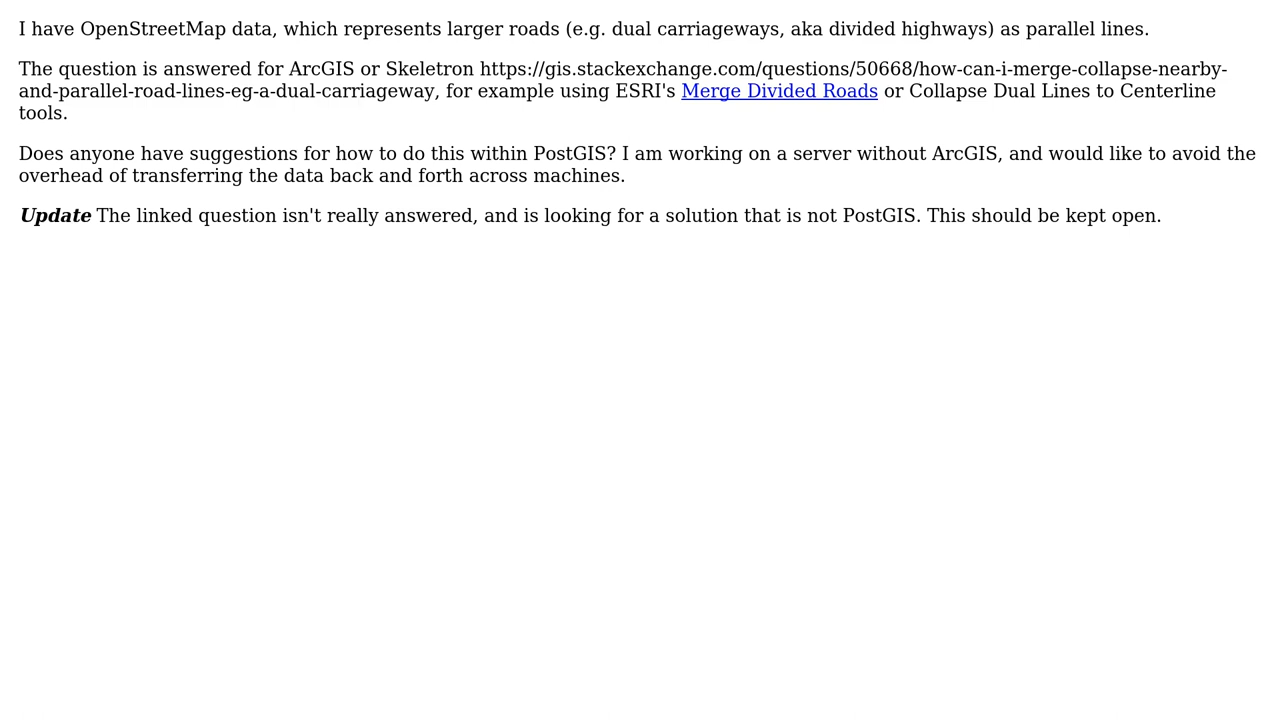 I have OpenStreetMap data, which represents larger roads (e.g. dual carriageways, aka divided highways) as parallel lines.
The question is answered for ArcGIS or Skeletron https://gis.stackexchange.com/questions/50668/how-can-i-merge-collapse-nearby-
and-parallel-road-lines-eg-a-dual-carriageway, for example using ESRI's Merge Divided Roads or Collapse Dual Lines to Centerline
tools.
Does anyone have suggestions for how to do this within PostGIS? I am working on a server without ArcGIS, and would like to avoid the
overhead of transferring the data back and forth across machines.
Update The linked question isn't really answered, and is looking for a solution that is not PostGIS. This should be kept open.